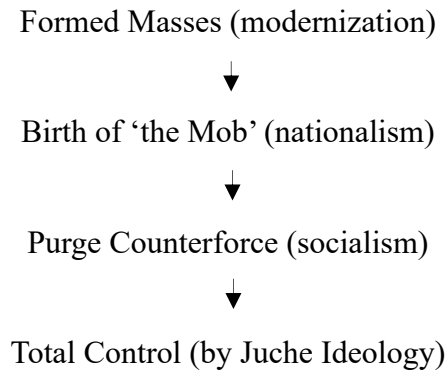 Formed Masses (modernization)
Birth of ‘the Mob’ (nationalism)
Purge Counterforce (socialism)
Total Control (by Juche Ideology)